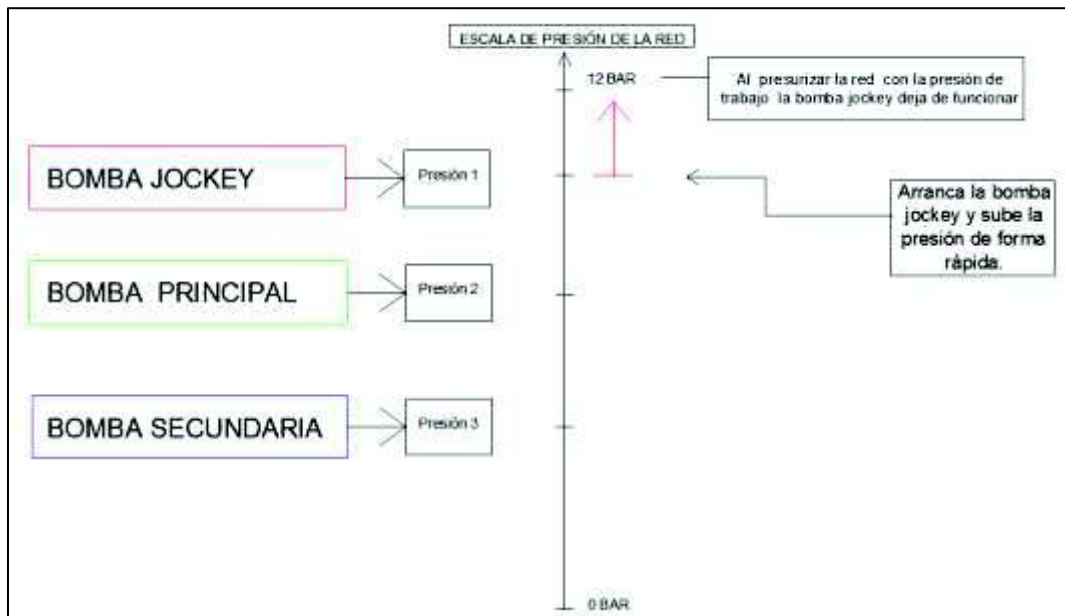 ESCALA DE PRESIÓN DE LA RED
12 BAR
Al presurizar la red con la presión de
trabajo la bomba jockey deja de funcionar
BOMBA JOCKEY
Presión 1
Arranca la bomba
jockey y sube la
presión de forma
rápida.
BOMBA PRINCIPAL
Presión 2
BOMBA SECUNDARIA
Presión 3
0 BAR